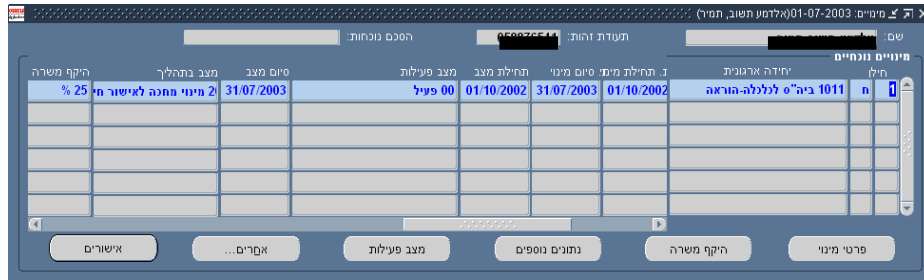 מינויים: 01-07-2003(אלדמע תשוב, תמיר)
שם: תעודת זהות: הסכם נוכחות:
מינויים נוכחיים
חילן יחידה ארגונית ת. תחילת מינוי סיום מינוי תחילת מצב מצב פעילות סיום מצב מצב בתהליך היקף משרה
1 ח 1011 ביה"ס לכלכלה-הוראה 01/10/2002 31/07/2003 01/10/2002 00 פעיל 31/07/2003 20 מינוי מחכה לאישור חי 25 %
פרטי מינוי היקף משרה נתונים נוספים מצב פעילות אחרים... אישורים